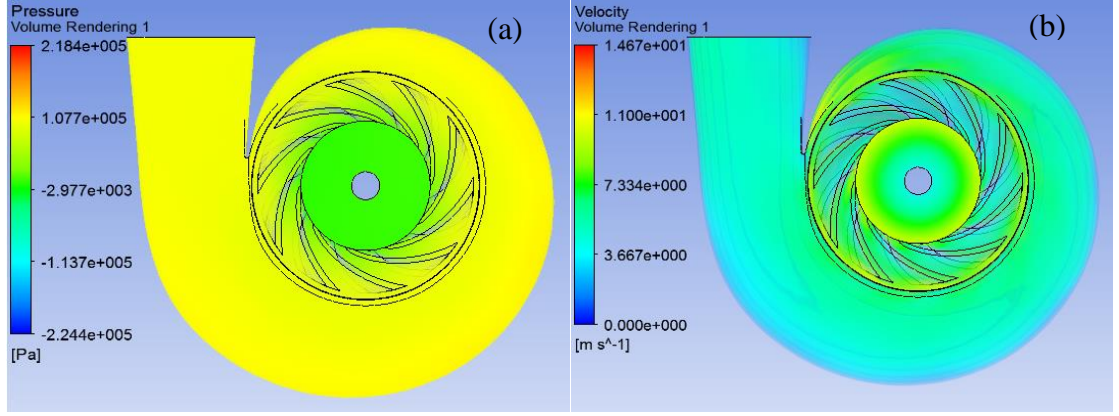 Pressure
Volume Rendering 1
(a)
2.184e+005
1.077e+005
-2.977e+003
-1.137e+005
-2.244e+005
[Pa]
Velocity
Volume Rendering 1
(b)
1.467e+001
1.100e+001
7.334e+000
3.667e+000
0.000e+000
[m s^-1]